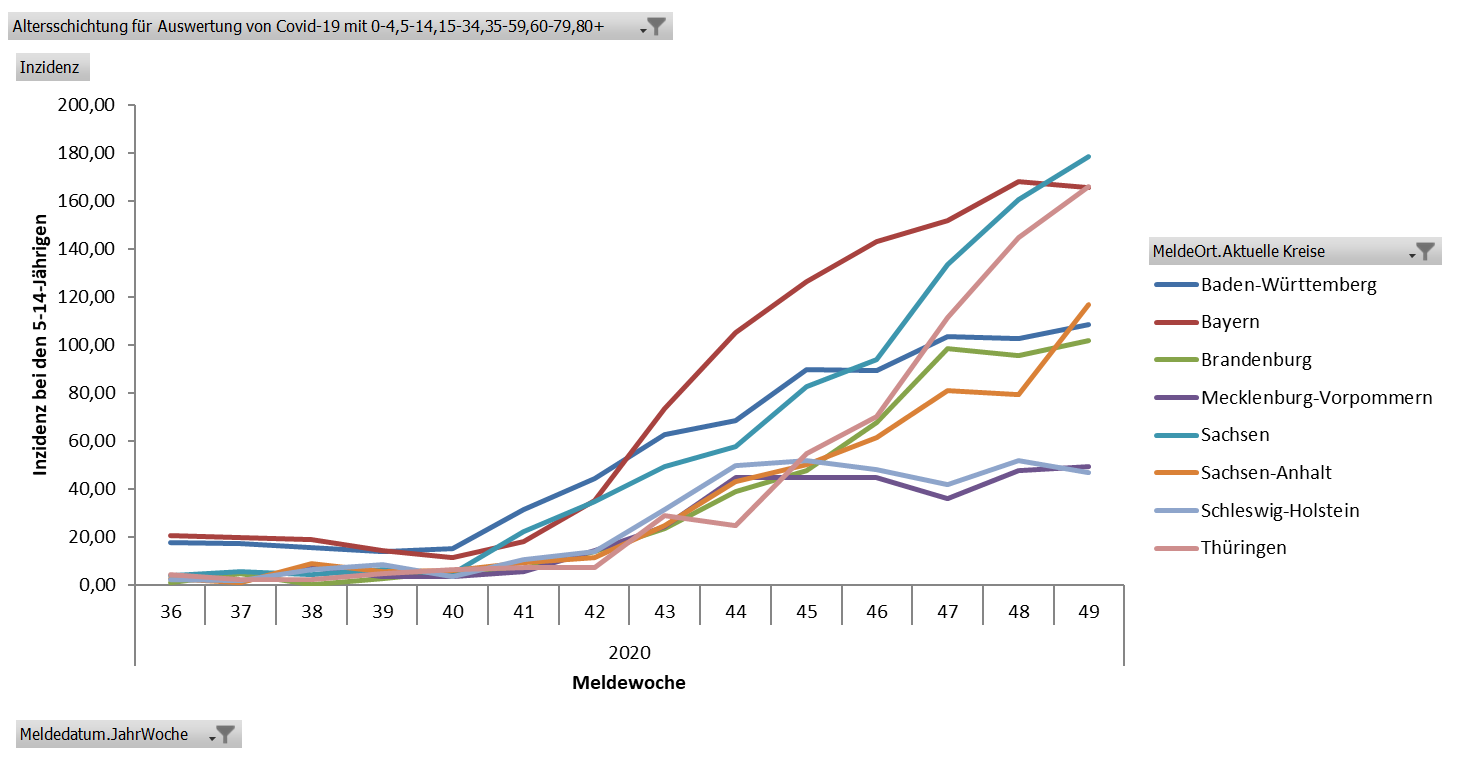 Altersschichtung für Auswertung von Covid-19 mit 0-4,5-14,15-34,35-59,60-79,80+
Inzidenz
200,00
180,00
160,00
140,00
120,00
100,00
80,00
60,00
40,00
20,00
0,00
Inzidenz bei den 5-14-Jährigen
36 37 38 39 40 41 42 43 44 45 46 47 48 49
2020
Meldewoche
MeldeOrt.Aktuelle Kreise
Baden-Württemberg
Bayern
Brandenburg
Mecklenburg-Vorpommern
Sachsen
Sachsen-Anhalt
Schleswig-Holstein
Thüringen
Meldedatum.JahrWoche